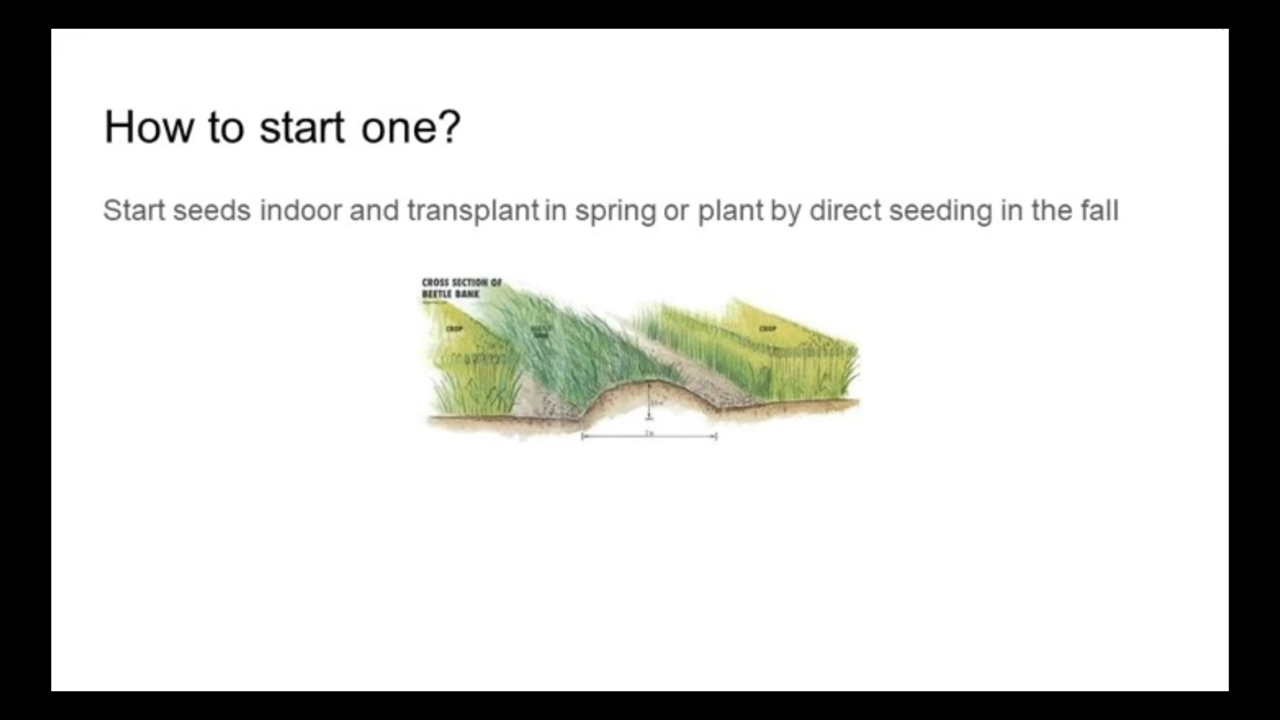 How to start one?
Start seeds indoor and transplant in spring or plant by direct seeding in the fall
CROSS SECTION OF
BEETLE BANK
CROP
CROP